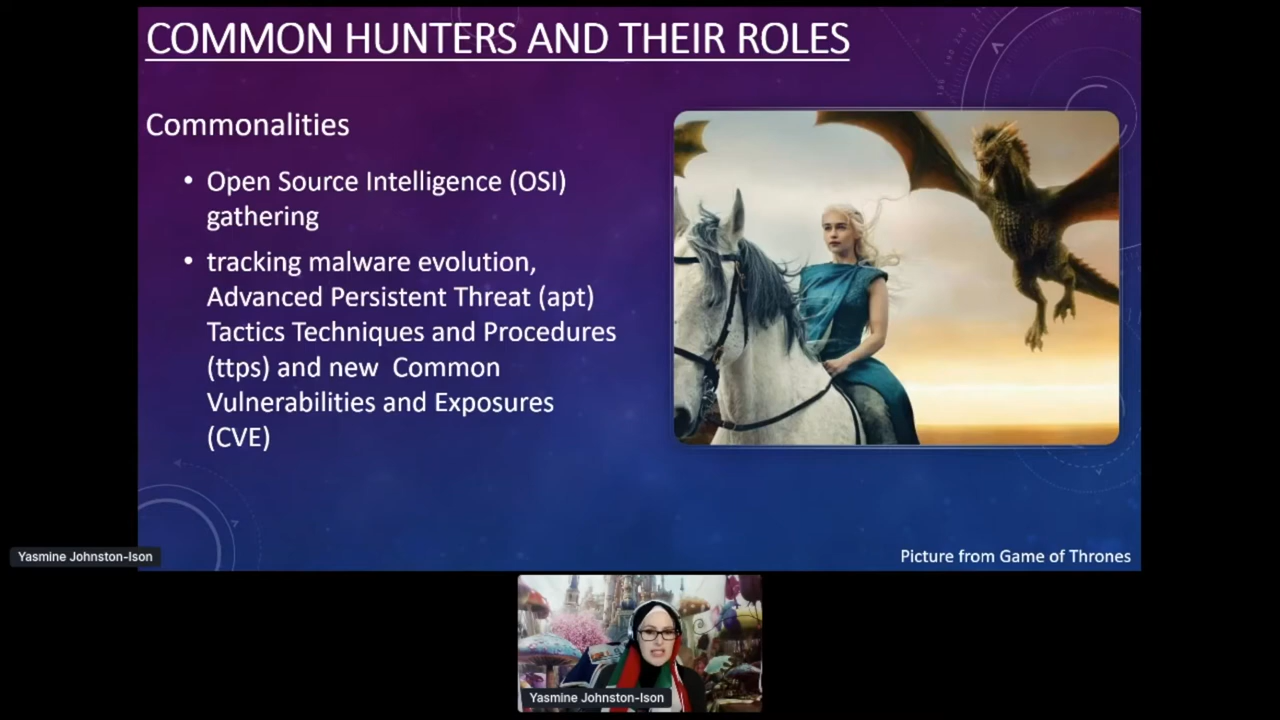 COMMON HUNTERS AND THEIR ROLES
Commonalities
• Open Source Intelligence (OSI)
gathering
• tracking malware evolution,
Advanced Persistent Threat (apt)
Tactics Techniques and Procedures
(ttps) and new Common
Vulnerabilities and Exposures
(CVE)
Picture from Game of Thrones
Yasmine Johnston-Ison
Yasmine Johnston-Ison